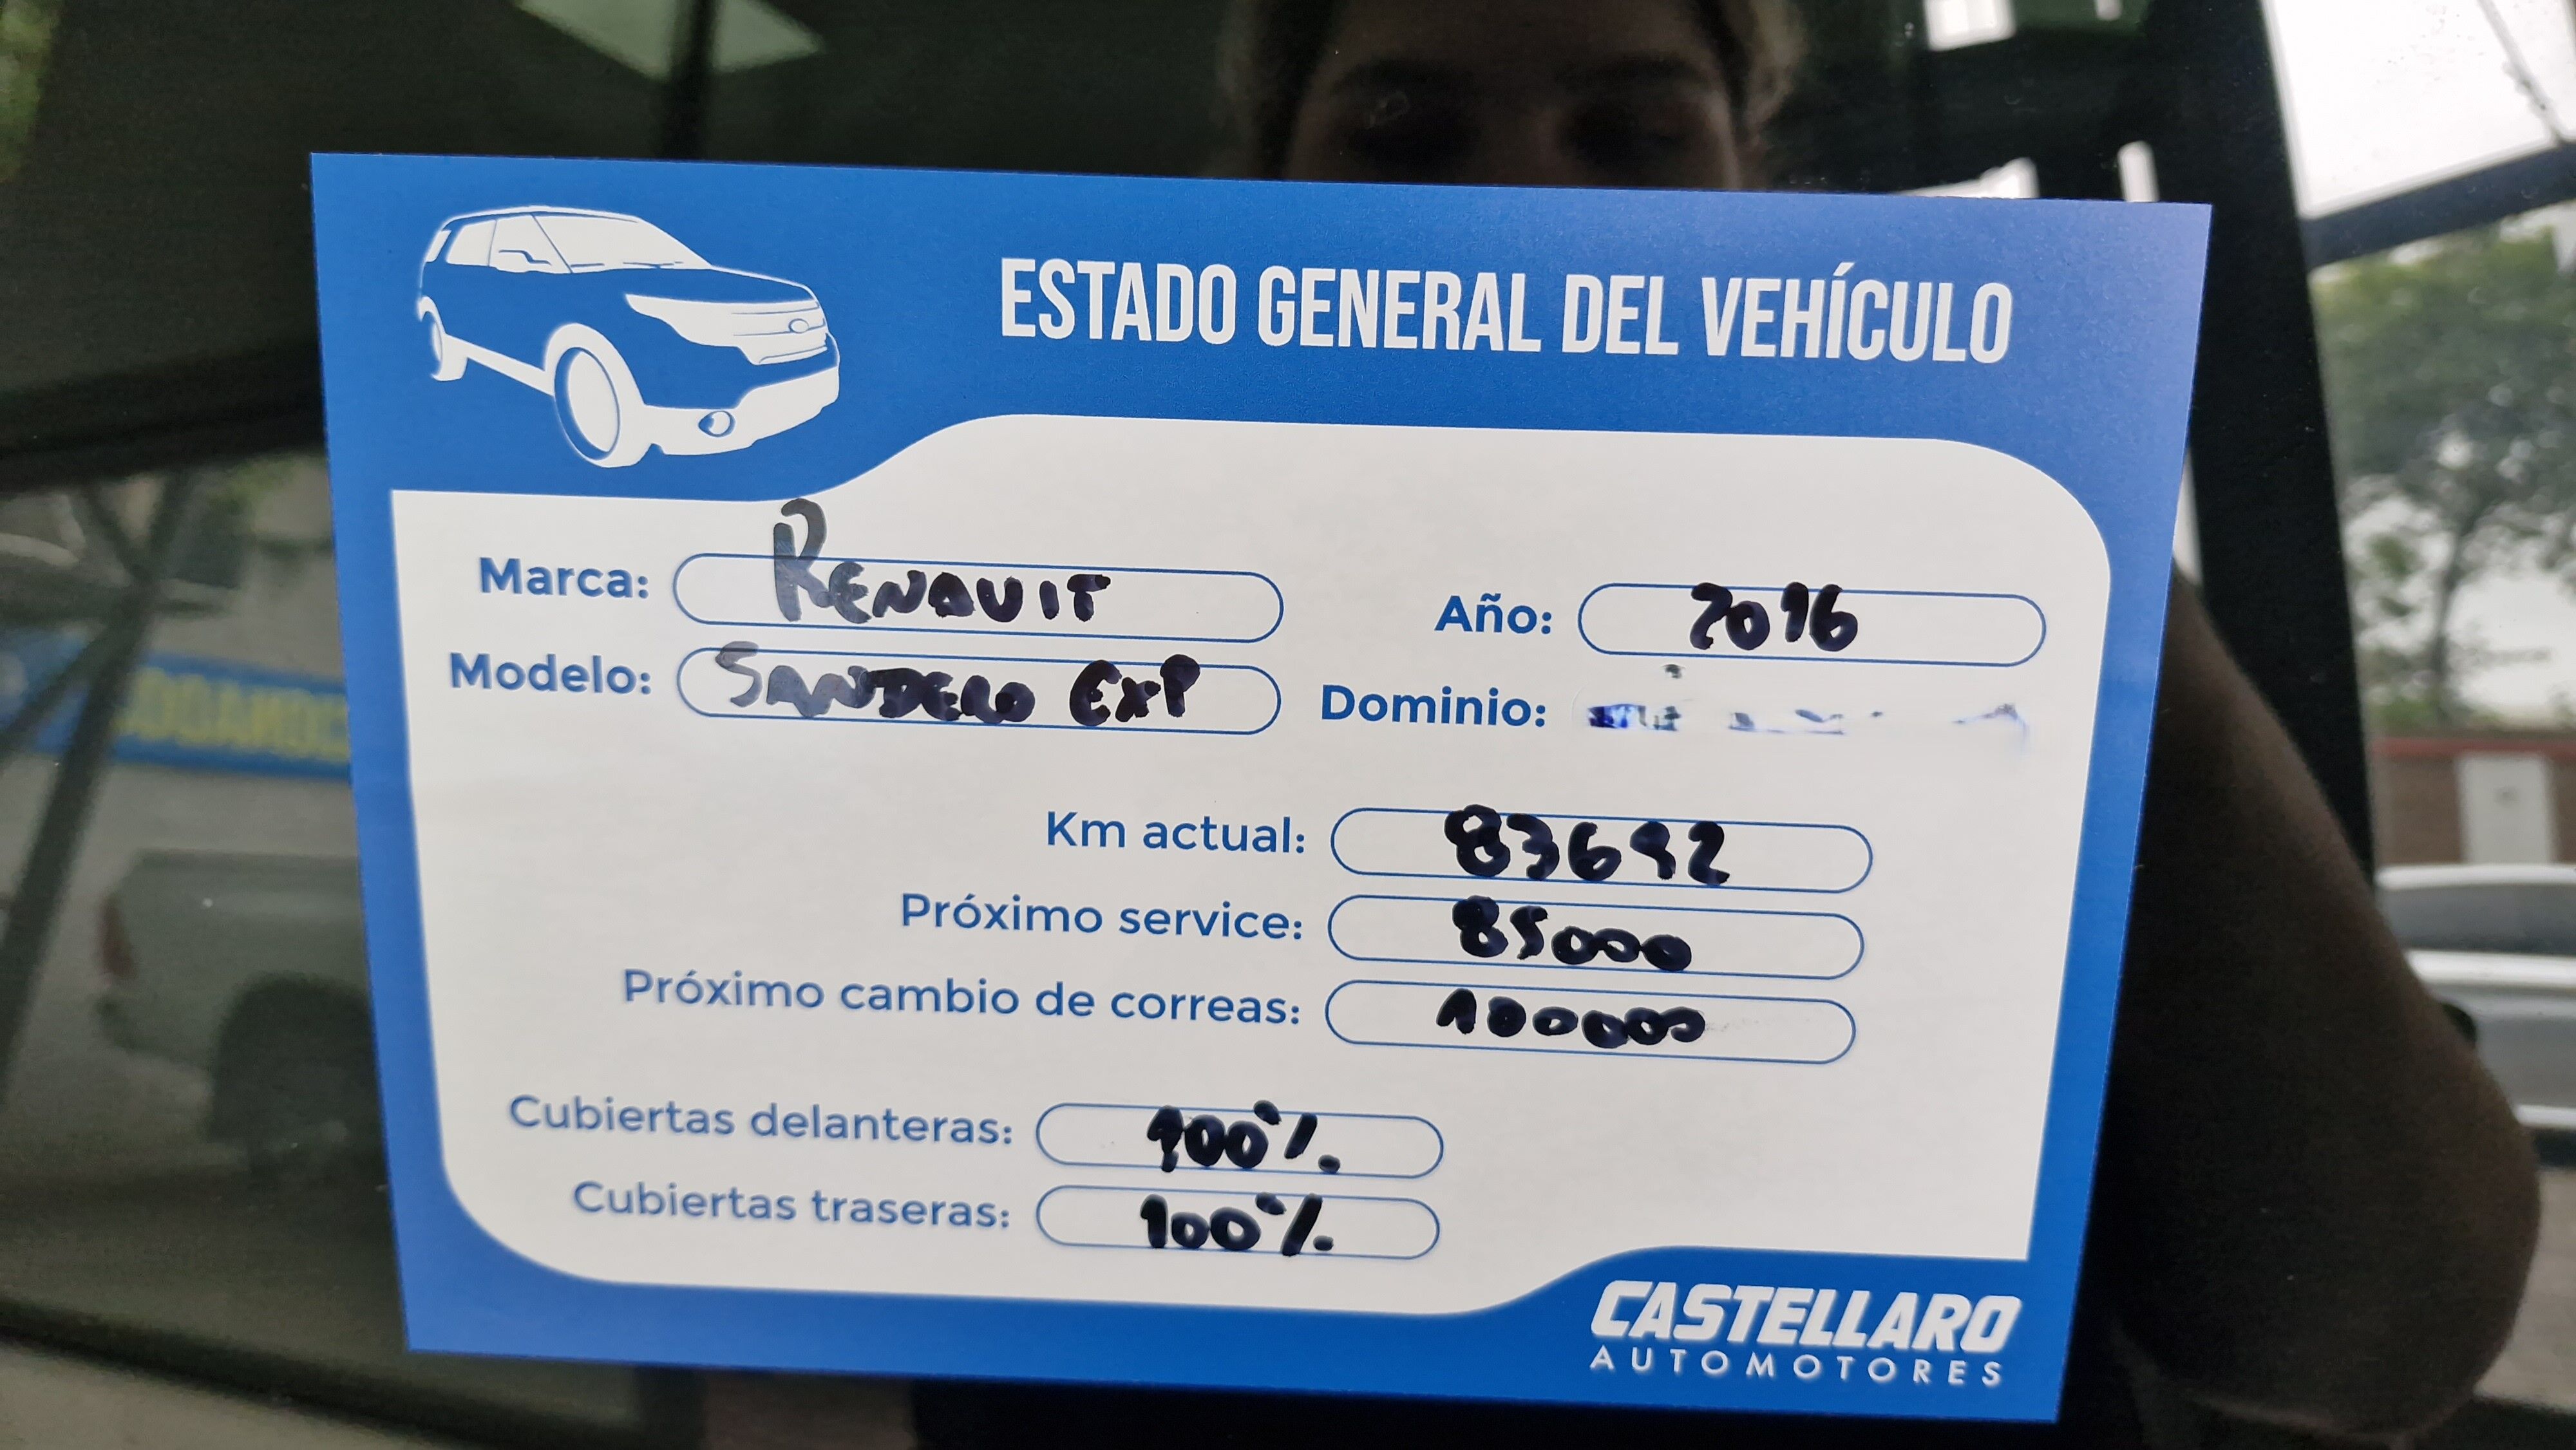 ESTADO GENERAL DEL VEHÍCULO
Marca: RENAUIT
Año: 2016
Modelo: SANDERO EXP
Dominio:
Km actual: 83692
Próximo service: 85000
Próximo cambio de correas: 100000
Cubiertas delanteras: 100%
Cubiertas traseras: 100%
CASTELLARO
AUTOMOTORES